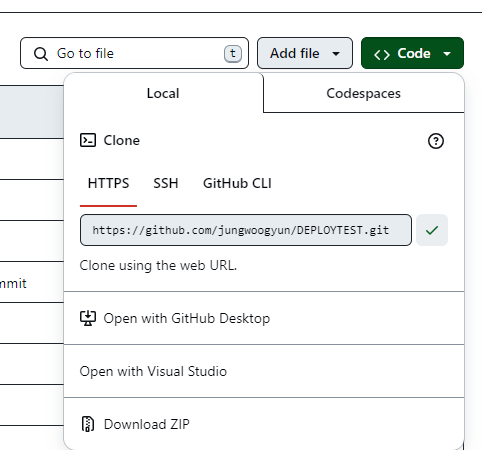 Go to file t Add file Code
Local Codespaces
Clone
HTTPS SSH GitHub CLI
https://github.com/jungwoogyun/DEPLOYTEST.git
Clone using the web URL.
Open with GitHub Desktop
Open with Visual Studio
Download ZIP